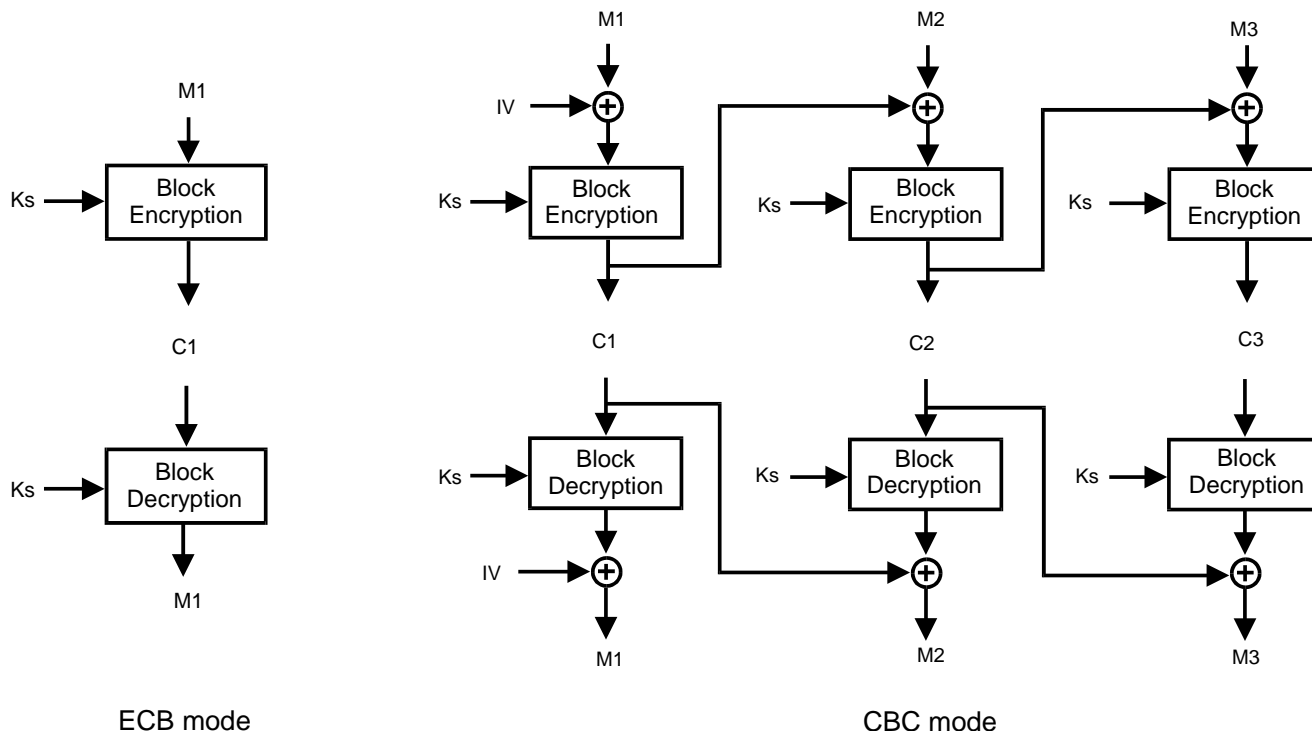 M1
Ks
Block
Encryption
C1
Ks
Block
Decryption
M1
ECB mode
M1
M2
M3
IV
Ks
Block
Encryption
Ks
Block
Encryption
Ks
Block
Encryption
C1
C2
C3
Ks
Block
Decryption
Ks
Block
Decryption
Ks
Block
Decryption
IV
M1
M2
M3
CBC mode